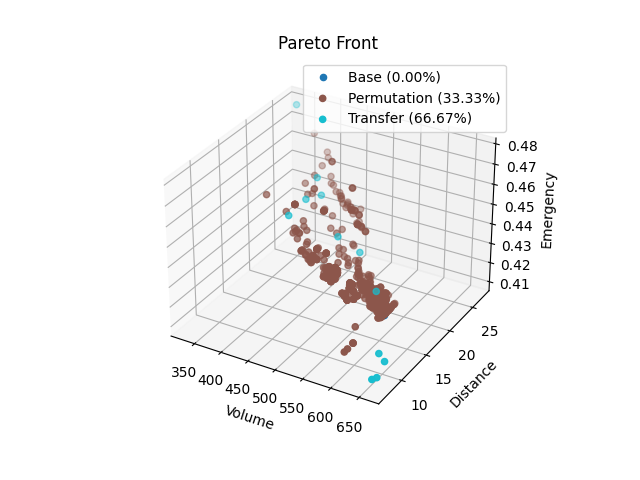 Pareto Front
Base (0.00%)
Permutation (33.33%)
Transfer (66.67%)
0.48
0.47
0.46
0.45
0.44
0.43
0.42
0.41
Emergency
25
20
15
10
Distance
350
400
450
500
550
600
650
Volume